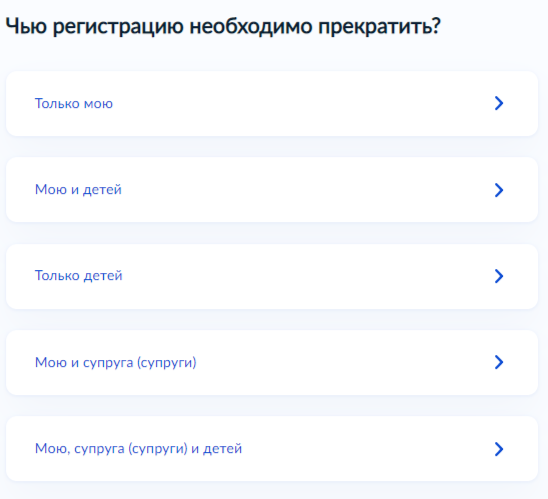 Чью регистрацию необходимо прекратить?
Только мою
Мою и детей
Только детей
Мою и супруга (супруги)
Мою, супруга (супруги) и детей